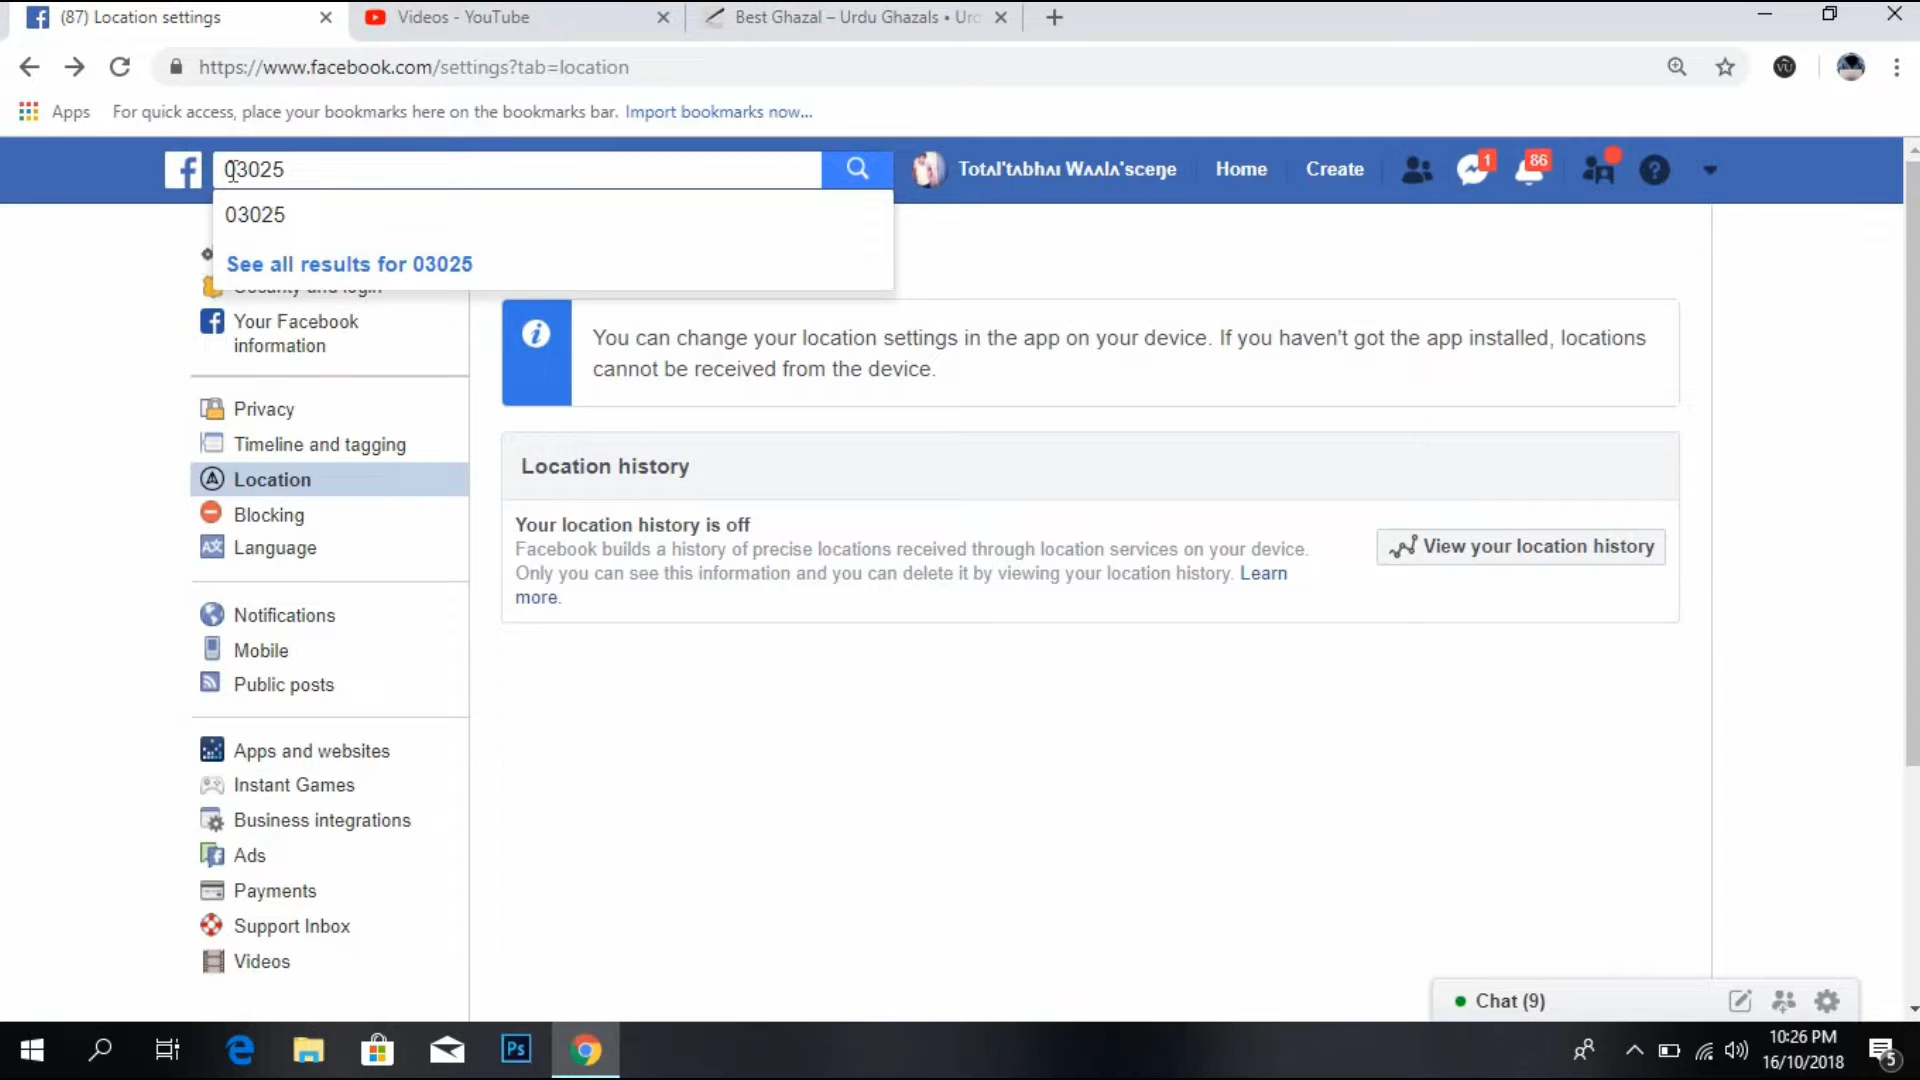 (87) Location settings
Videos - YouTube
Best Ghazal – Urdu Ghazals • Urd
https://www.facebook.com/settings?tab=location
Apps
For quick access, place your bookmarks here on the bookmarks bar. Import bookmarks now...
03025
Home
Create
1
86
03025
See all results for 03025
Security and login
Your Facebook
information
You can change your location settings in the app on your device. If you haven't got the app installed, locations
cannot be received from the device.
Privacy
Timeline and tagging
Location
Blocking
Language
Location history
Your location history is off
Facebook builds a history of precise locations received through location services on your device.
Only you can see this information and you can delete it by viewing your location history. Learn
more.
View your location history
Notifications
Mobile
Public posts
Apps and websites
Instant Games
Business integrations
Ads
Payments
Support Inbox
Videos
Chat (9)
Ps
10:26 PM
16/10/2018
5